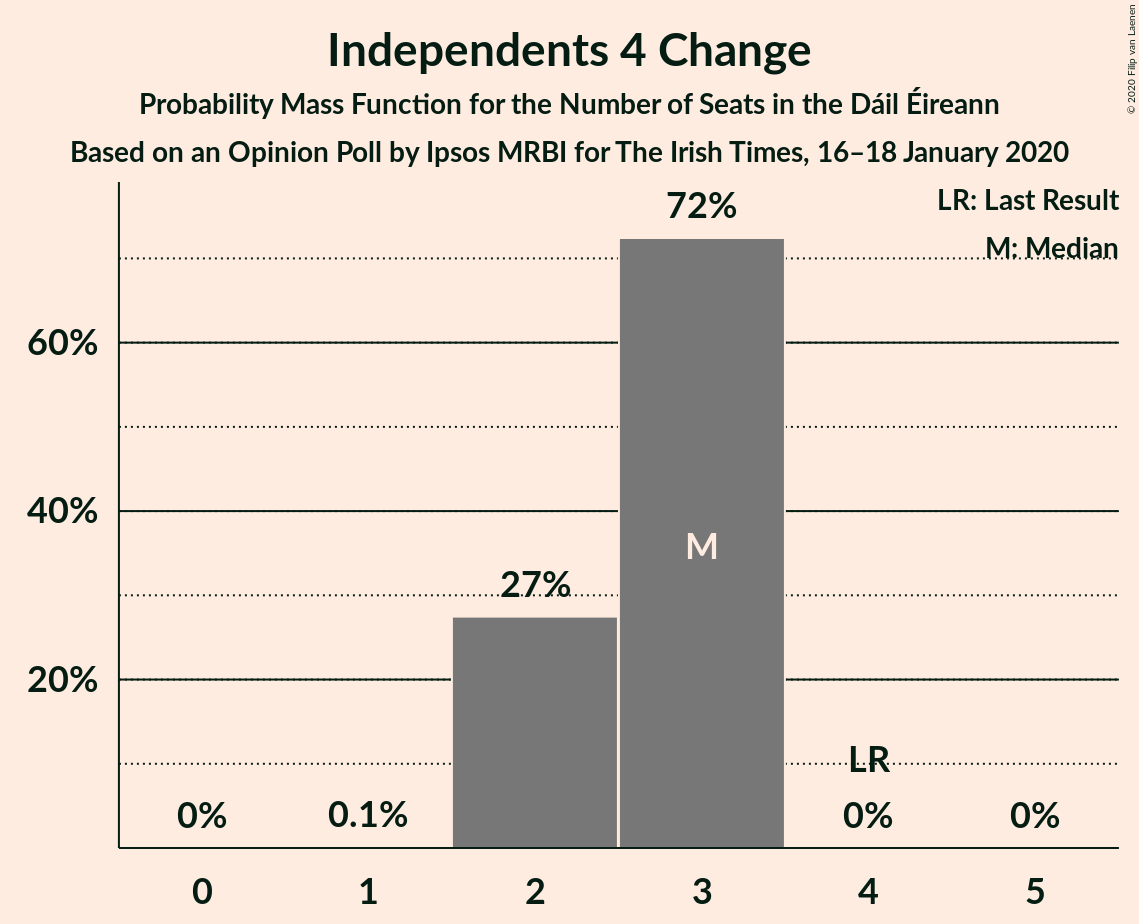 Independents 4 Change
Probability Mass Function for the Number of Seats in the Dáil Éireann
Based on an Opinion Poll by Ipsos MRBI for The Irish Times, 16–18 January 2020
© 2020 Filip van Laenen
LR: Last Result
M: Median
72%
60%
40%
M
27%
20%
LR
0%
0.1%
0%
0%
0
1
2
3
4
5